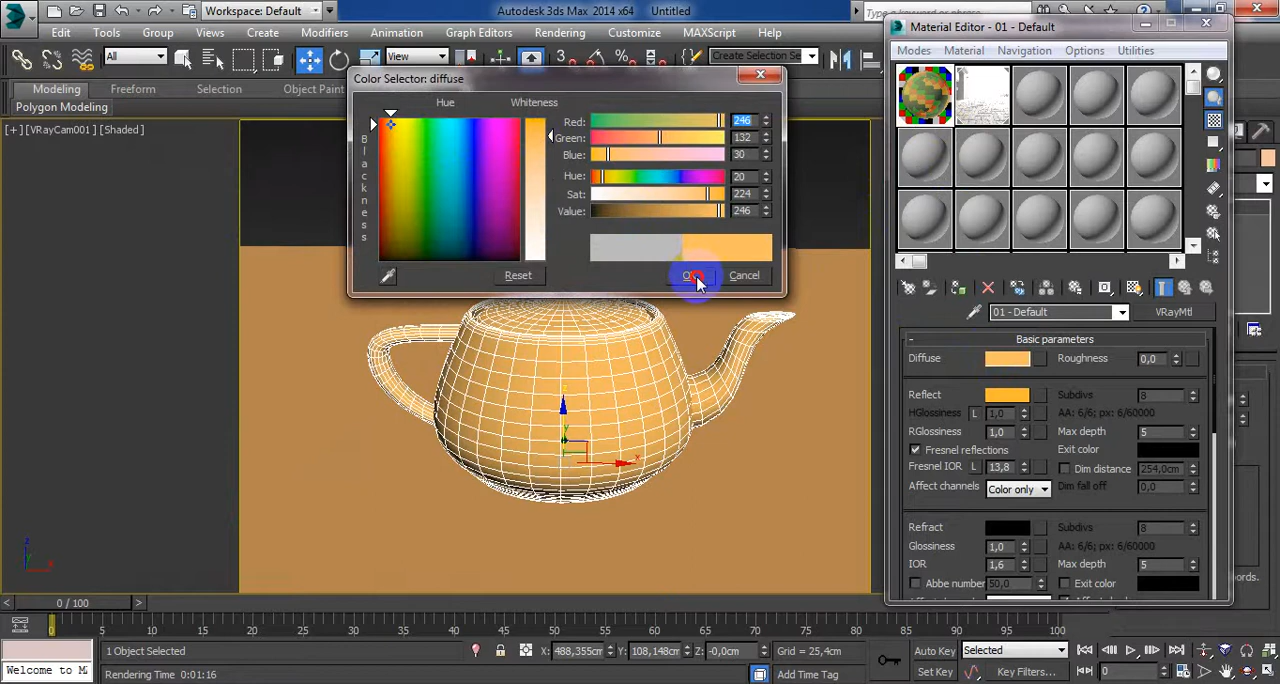 Workspace: Default
Autodesk 3ds Max 2014 x64 Untitled
Edit Tools Group Views Create Modifiers Animation Graph Editors Rendering Customize MAXScript Help
All
View
Create Selection Se
Modeling Freeform Selection Object Paint
Polygon Modeling
[+] [VRayCam001] [Shaded]
Color Selector: diffuse
Hue Whiteness
Blackness
Red: 246
Green: 132
Blue: 30
Hue: 20
Sat: 224
Value: 246
Reset Cancel
Material Editor - 01 - Default
Modes Material Navigation Options Utilities
01 - Default VRayMtl
- Basic parameters
Diffuse Roughness 0,0
Reflect Subdivs 8
HGlossiness L 1,0 AA: 6/6; px: 6/60000
RGlossiness 1,0 Max depth 5
Fresnel reflections Exit color
Fresnel IOR L 13,8 Dim distance 254,0cm
Affect channels Color only Dim fall off 0,0
Refract Subdivs 8
Glossiness 1,0 AA: 6/6; px: 6/60000
IOR 1,6 Max depth 5
Abbe number 50,0 Exit color
ords.
z
y
x
z
x
< 0 / 100 >
0 5 10 15 20 25 30 35 40 45 50 55 60 65 70 75 80 85 90 95 100
1 Object Selected X: 488,355cm Y: 108,148cm Z: -0,0cm Grid = 25,4cm Auto Key Selected
Welcome to M Rendering Time 0:01:16 Add Time Tag Set Key Key Filters... 0